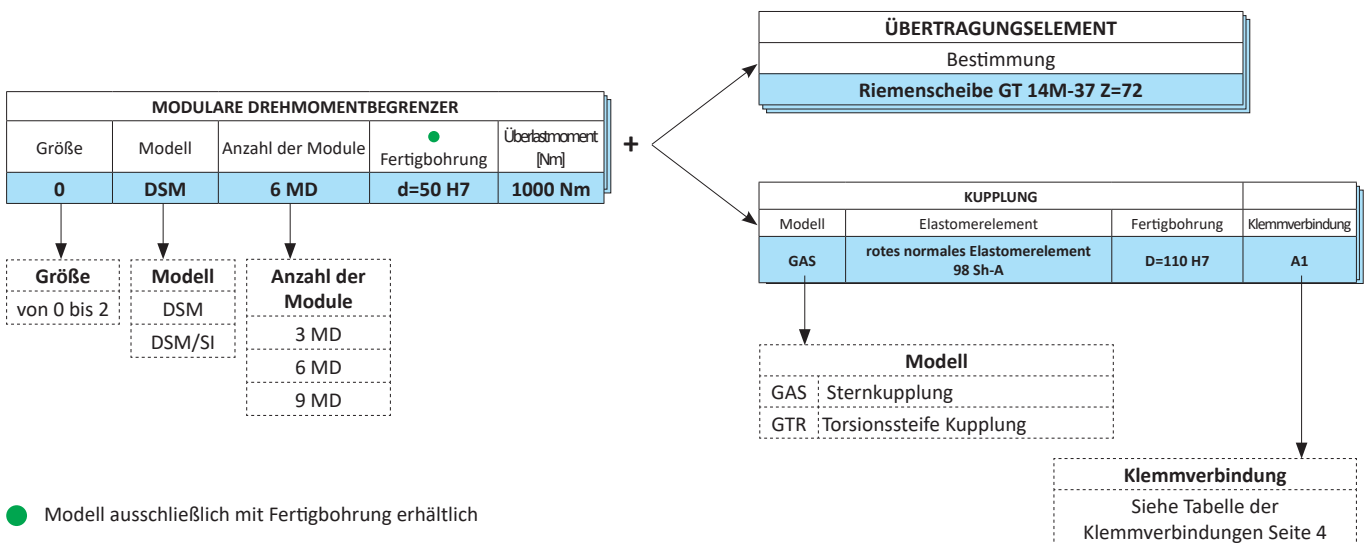 ÜBERTRAGUNGSELEMENT
Bestimmung
Riemenscheibe GT 14M-37 Z=72
MODULARE DREHMOMENTBEGRENZER
Größe Modell Anzahl der Module Fertigbohrung Überlastmoment [Nm]
0 DSM 6 MD d=50 H7 1000 Nm
+
KUPPLUNG
Modell Elastomerelement Fertigbohrung Klemmverbindung
GAS rotes normales Elastomerelement 98 Sh-A D=110 H7 A1
Größe
von 0 bis 2
Modell
DSM
DSM/SI
Anzahl der
Module
3 MD
6 MD
9 MD
Modell
GAS Sternkupplung
GTR Torsionssteife Kupplung
Klemmverbindung
Siehe Tabelle der
Klemmverbindungen Seite 4
Modell ausschließlich mit Fertigbohrung erhältlich